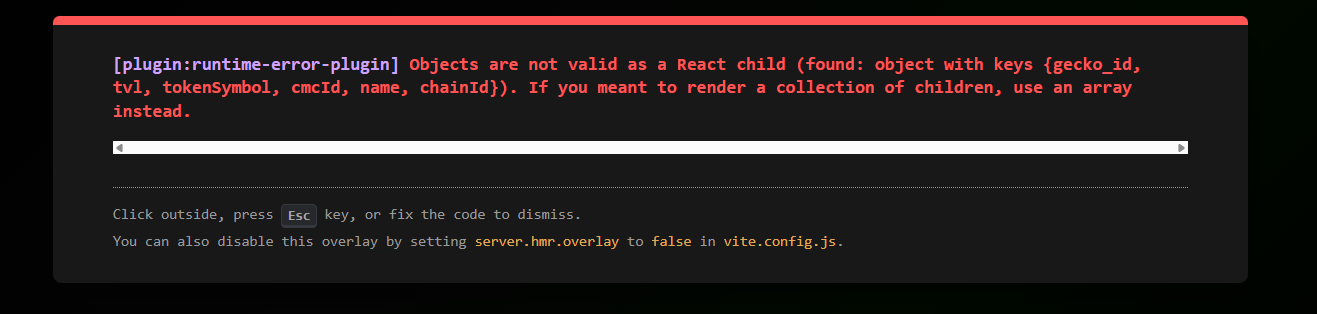 [plugin:runtime-error-plugin] Objects are not valid as a React child (found: object with keys {gecko_id,
tvl, tokenSymbol, cmcId, name, chainId}). If you meant to render a collection of children, use an array
instead.
Click outside, press Esc key, or fix the code to dismiss.
You can also disable this overlay by setting server.hmr.overlay to false in vite.config.js.